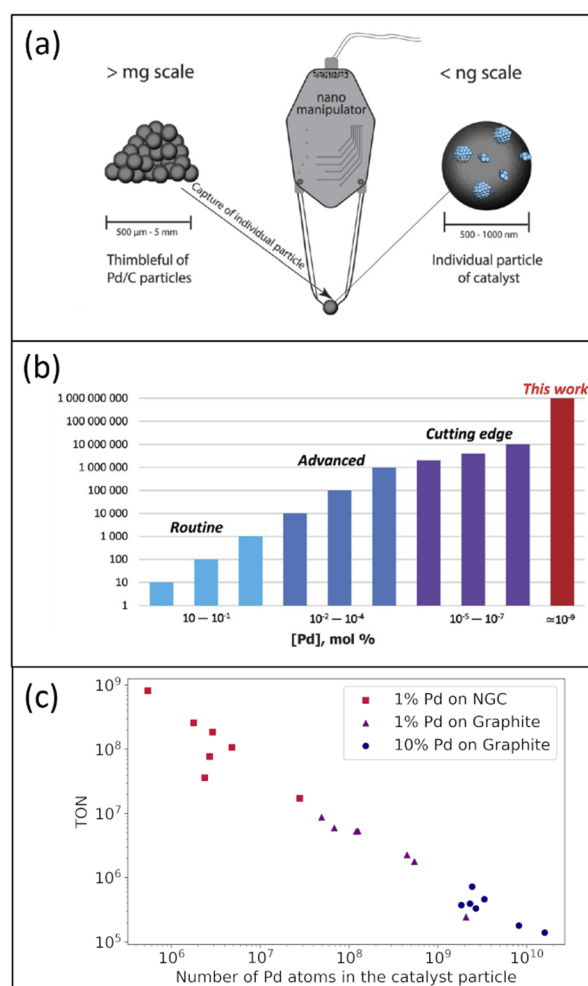 (a)
> mg scale
< ng scale
nano
manipulator
Capture of individual particle
500 μm - 5 mm
500 - 1000 nm
Thimbleful of
Pd/C particles
Individual particle
of catalyst
(b)
This work
1 000 000 000
Cutting edge
10 000 000
Advanced
1 000 000
100 000
10 000
Routine
1 000
100
10
1
10 — 10⁻¹
10⁻² — 10⁻⁴
10⁻⁵ — 10⁻⁷
≃10⁻⁹
[Pd], mol %
(c)
10⁹
1% Pd on NGC
1% Pd on Graphite
10% Pd on Graphite
10⁸
TON
10⁷
10⁶
10⁵
10⁶ 10⁷ 10⁸ 10⁹ 10¹⁰
Number of Pd atoms in the catalyst particle